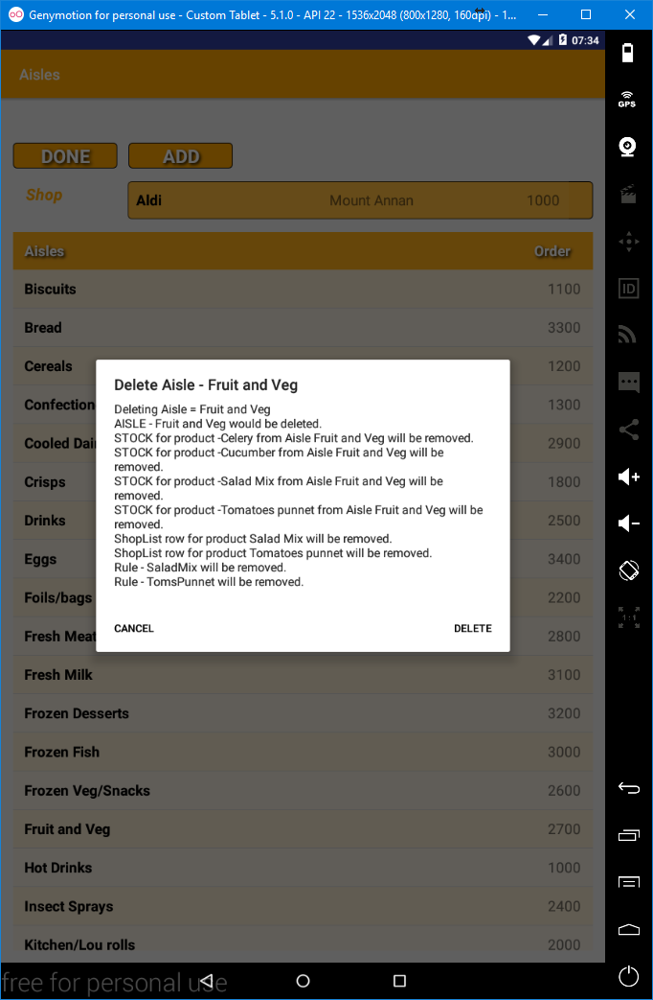 Genymotion for personal use - Custom Tablet - 5.1.0 - API 22 - 1536x2048 (800x1280, 160dpi) - 1...
07:34
GPS
Aisles
DONE ADD
Shop Aldi Mount Annan 1000
Aisles Order
Biscuits 1100
Bread 3300
Cereals 1200
Confection 1300
Cooled Dai 2900
Crisps 1800
Drinks 2500
Eggs 3400
Foils/bags 2200
Fresh Meat 2800
Fresh Milk 3100
Frozen Desserts 3200
Frozen Fish 3000
Frozen Veg/Snacks 2600
Fruit and Veg 2700
Hot Drinks 1000
Insect Sprays 2400
Kitchen/Lou rolls 2000
Delete Aisle - Fruit and Veg
Deleting Aisle = Fruit and Veg
AISLE - Fruit and Veg would be deleted.
STOCK for product -Celery from Aisle Fruit and Veg will be removed.
STOCK for product -Cucumber from Aisle Fruit and Veg will be
removed.
STOCK for product -Salad Mix from Aisle Fruit and Veg will be
removed.
STOCK for product -Tomatoes punnet from Aisle Fruit and Veg will be
removed.
ShopList row for product Salad Mix will be removed.
ShopList row for product Tomatoes punnet will be removed.
Rule - SaladMix will be removed.
Rule - TomsPunnet will be removed.
CANCEL DELETE
ID
1:1
free for personal use